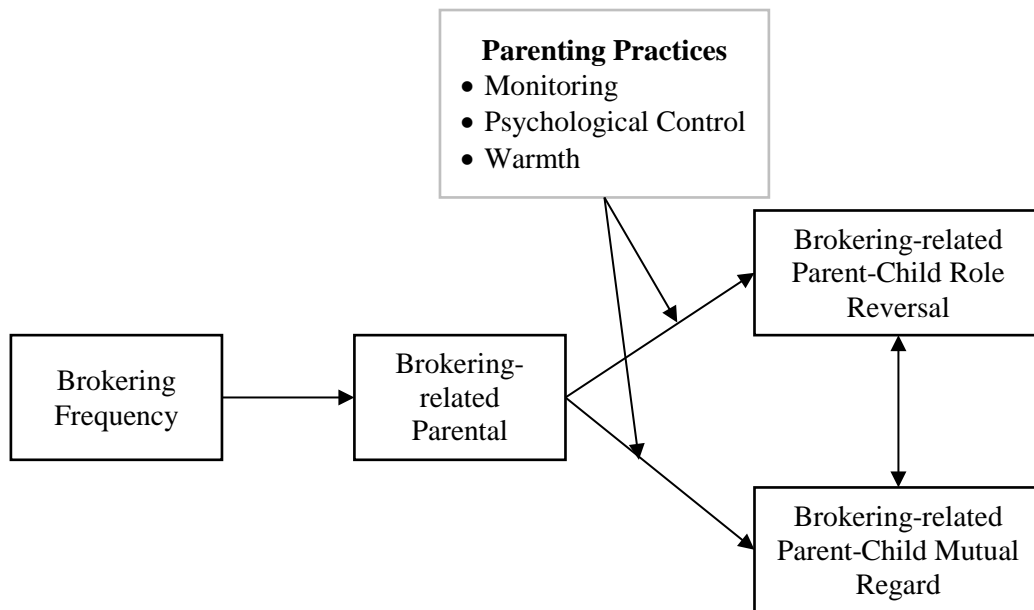 Parenting Practices
• Monitoring
• Psychological Control
• Warmth
Brokering-related
Parent-Child Role
Reversal
Brokering
Frequency
Brokering-
related
Parental
Brokering-related
Parent-Child Mutual
Regard